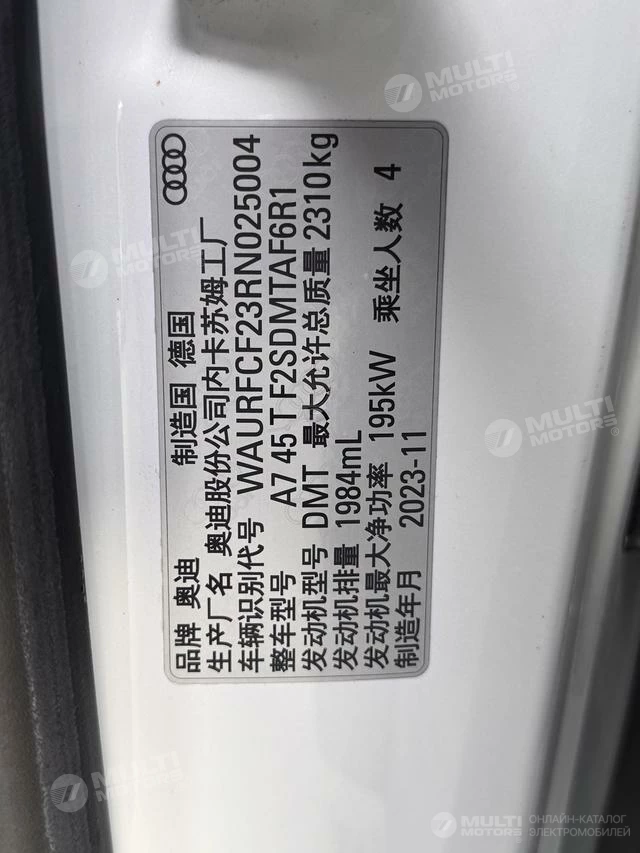 品牌 奥迪 制造国 德国
生产厂名 奥迪股份公司内卡苏姆工厂
车辆识别代号 WAURFCF23RN025004
整车型号 A7 45 T F2SDMTAF6R1
发动机型号 DMT 最大允许总质量 2310kg
发动机排量 1984mL
发动机最大净功率 195kW 乘坐人数 4
制造年月 2023-11
MULTI MOTORS
MULTI MOTORS
MULTI MOTORS
MULTI MOTORS
MULTI MOTORS ОНЛАЙН-КАТАЛОГ ЭЛЕКТРОМОБИЛЕЙ